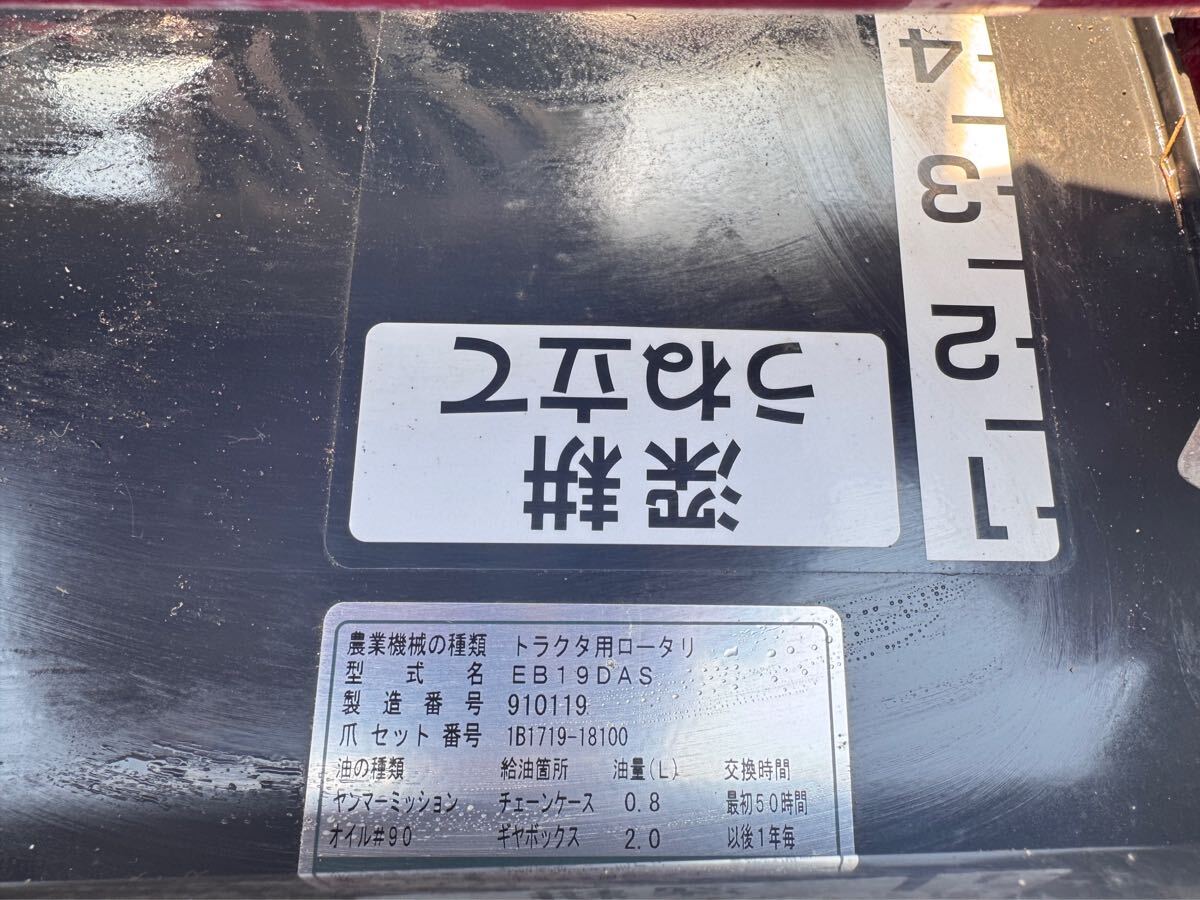 4
3
2
1
深耕
うね立て
農業機械の種類 トラクタ用ロータリ
型式名 EB19DAS
製造番号 910119
爪セット番号 1B1719-18100
油の種類 給油箇所 油量(L) 交換時間
ヤンマーミッション チェーンケース 0.8 最初50時間
オイル#90 ギヤボックス 2.0 以後1年毎